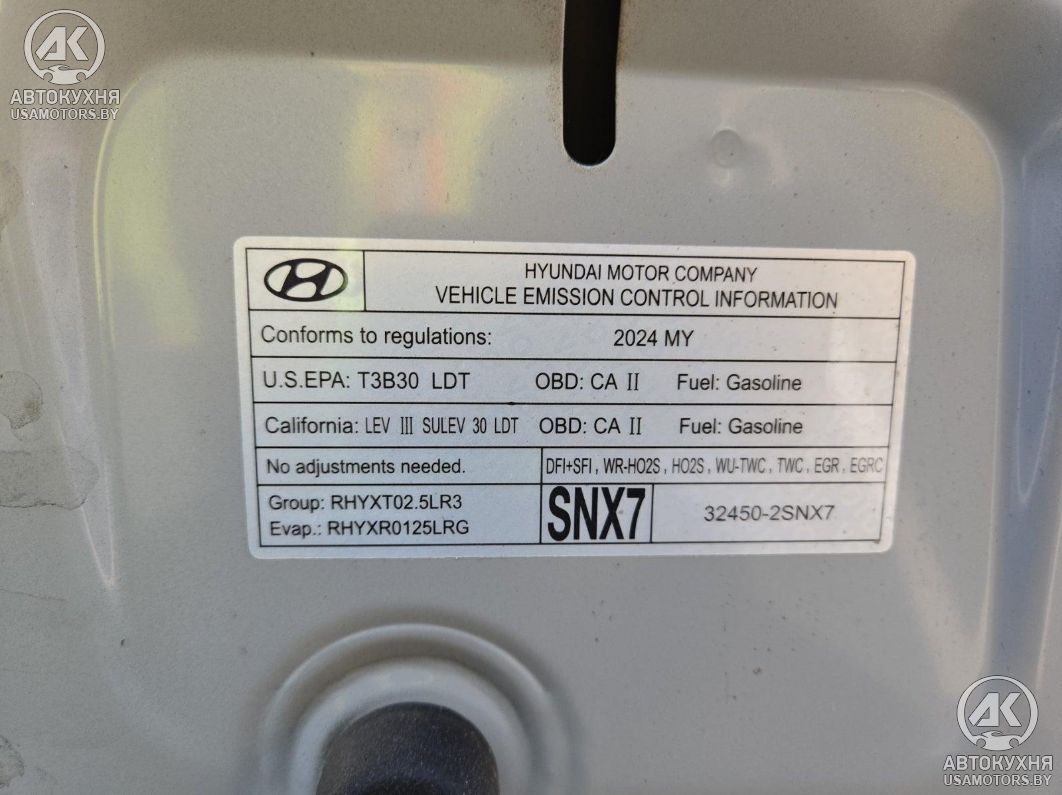 АК
АВТОКУХНЯ
USAMOTORS.BY
HYUNDAI MOTOR COMPANY
VEHICLE EMISSION CONTROL INFORMATION
Conforms to regulations: 2024 MY
U.S.EPA: T3B30 LDT OBD: CA II Fuel: Gasoline
California: LEV III SULEV 30 LDT OBD: CA II Fuel: Gasoline
No adjustments needed. DFI+SFI, WR-HO2S, HO2S, WU-TWC, TWC, EGR, EGRC
Group: RHYXT02.5LR3
Evap.: RHYXR0125LRG
SNX7 32450-2SNX7
АК
АВТОКУХНЯ
USAMOTORS.BY